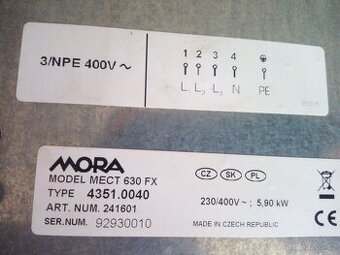 3/NPE 400V ~
1 2 3 4
L₁ L₂ L₃ N PE
MORA
MODEL MECT 630 FX
TYPE 4351.0040
ART. NUM. 241601
SER.NUM. 92930010
CZ SK PL
230/400V ~ ; 5,90 kW
MADE IN CZECH REPUBLIC